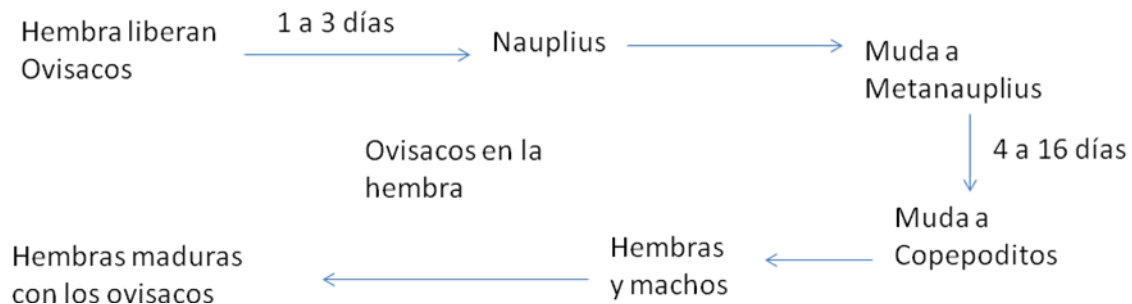 Hembra liberan
Ovisacos
1 a 3 días
Nauplius
Muda a
Metanauplius
4 a 16 días
Ovisacos en la
hembra
Muda a
Copepoditos
Hembras
y machos
Hembras maduras
con los ovisacos